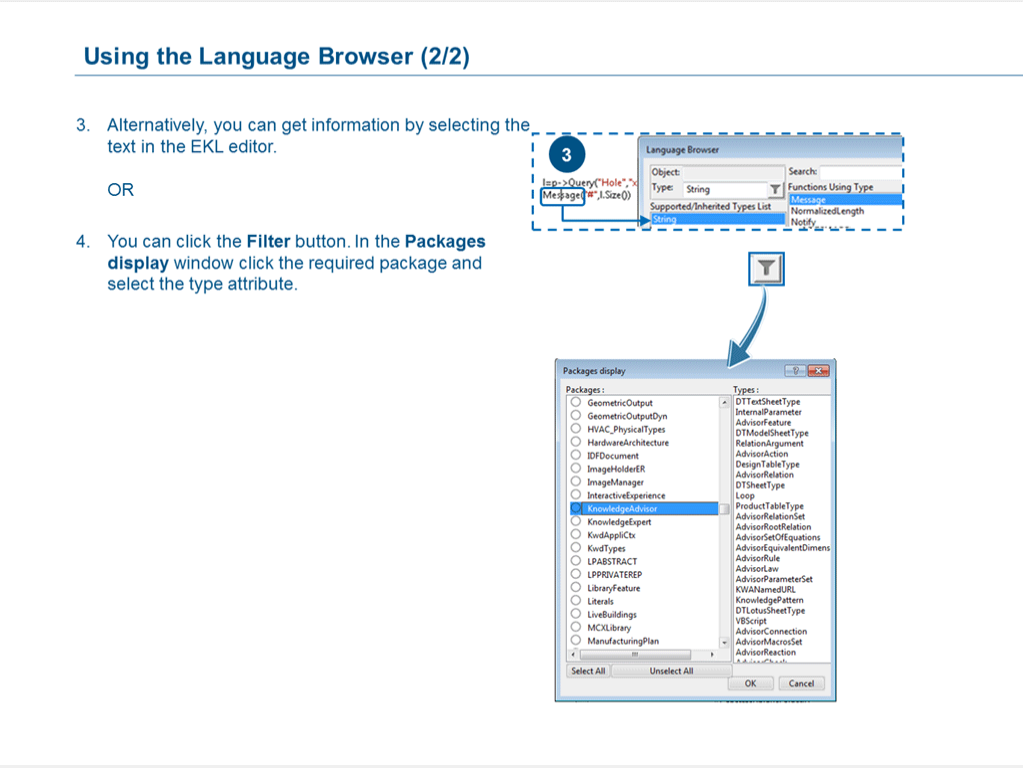 Using the Language Browser (2/2)
3. Alternatively, you can get information by selecting the
text in the EKL editor.
OR
4. You can click the Filter button. In the Packages
display window click the required package and
select the type attribute.
3
l=p->Query("Hole","x
Message("#",l.Size())
Language Browser
Object:
Search:
Type: String
Functions Using Type
Supported/Inherited Types List
String
Message
NormalizedLength
Notify
Packages display
Packages :
GeometricOutput
GeometricOutputDyn
HVAC_PhysicalTypes
HardwareArchitecture
IDFDocument
ImageHolderER
ImageManager
InteractiveExperience
KnowledgeAdvisor
KnowledgeExpert
KwdAppliCtx
KwdTypes
LPABSTRACT
LPPRIVATEREP
LibraryFeature
Literals
LiveBuildings
MCXLibrary
ManufacturingPlan
Select All
Unselect All
Types :
DTTextSheetType
InternalParameter
AdvisorFeature
DTModelSheetType
RelationArgument
AdvisorAction
DesignTableType
AdvisorRelation
DTSheetType
Loop
ProductTableType
AdvisorRelationSet
AdvisorRootRelation
AdvisorSetOfEquations
AdvisorEquivalentDimens
AdvisorRule
AdvisorLaw
AdvisorParameterSet
KWANamedURL
KnowledgePattern
DTLotusSheetType
VBScript
AdvisorConnection
AdvisorMacrosSet
AdvisorReaction
OK
Cancel